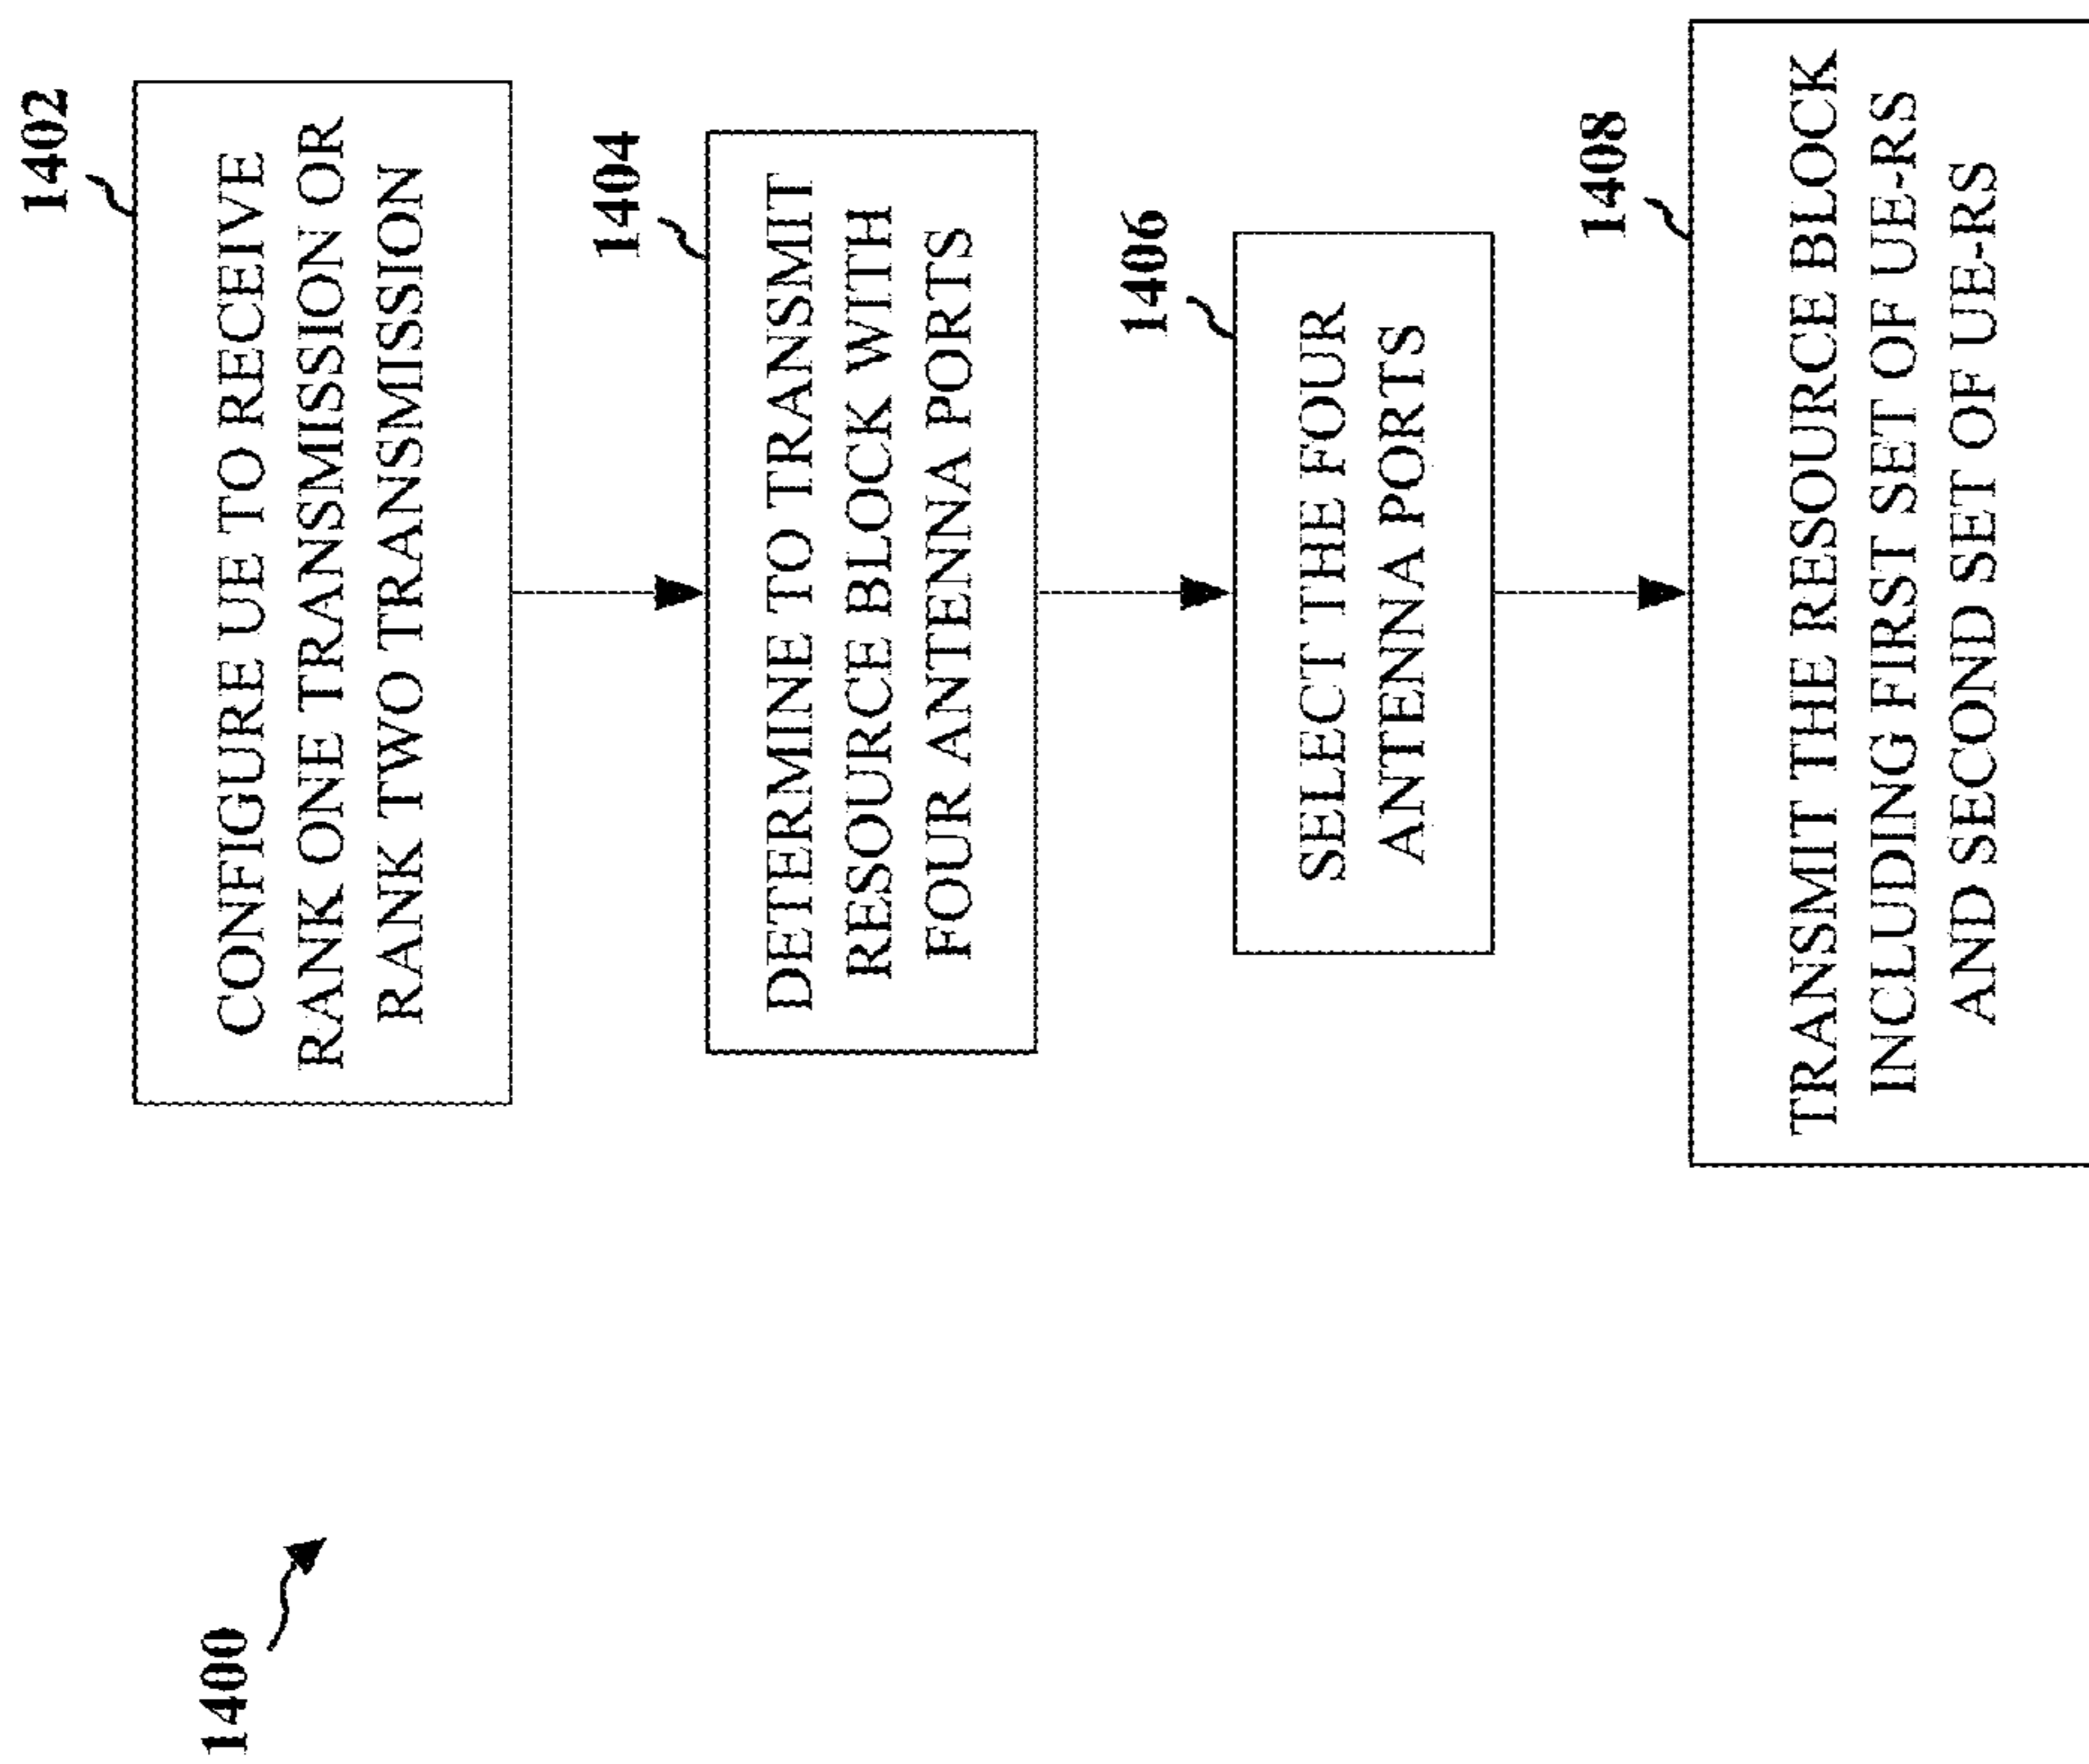 1400
1402
CONFIGURE UE TO RECEIVE
RANK ONE TRANSMISSION OR
RANK TWO TRANSMISSION
1404
DETERMINE TO TRANSMIT
RESOURCE BLOCK WITH
FOUR ANTENNA PORTS
1406
SELECT THE FOUR
ANTENNA PORTS
1408
TRANSMIT THE RESOURCE BLOCK
INCLUDING FIRST SET OF UE-RS
AND SECOND SET OF UE-RS